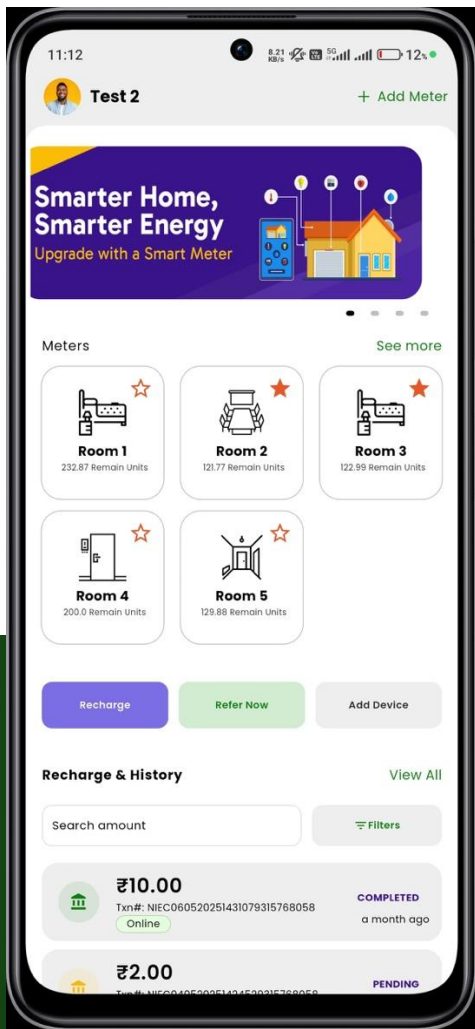 11:12
8.21 KB/s 5G 12%
Test 2
+ Add Meter
Smarter Home,
Smarter Energy
Upgrade with a Smart Meter
Meters
See more
Room 1
232.87 Remain Units
Room 2
121.77 Remain Units
Room 3
122.99 Remain Units
Room 4
200.0 Remain Units
Room 5
129.88 Remain Units
Recharge
Refer Now
Add Device
Recharge & History
View All
Search amount
Filters
₹10.00
Txn#: NIEC060520251431079315768058
Online
COMPLETED
a month ago
₹2.00
PENDING